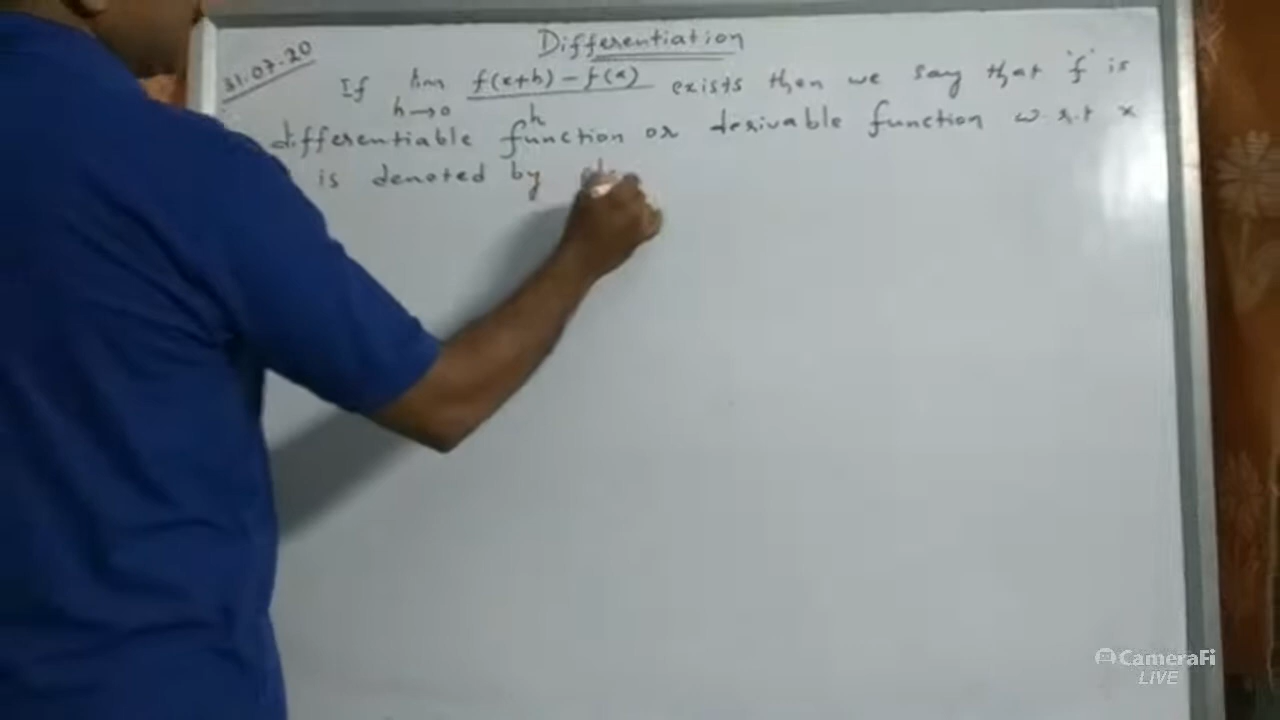 Differentiation
31.07.20
If lim h→0 f(x+h) - f(x) / h exists then we say that 'f' is
differentiable function or derivable function w.r.t x
is denoted by
CameraFi
LIVE